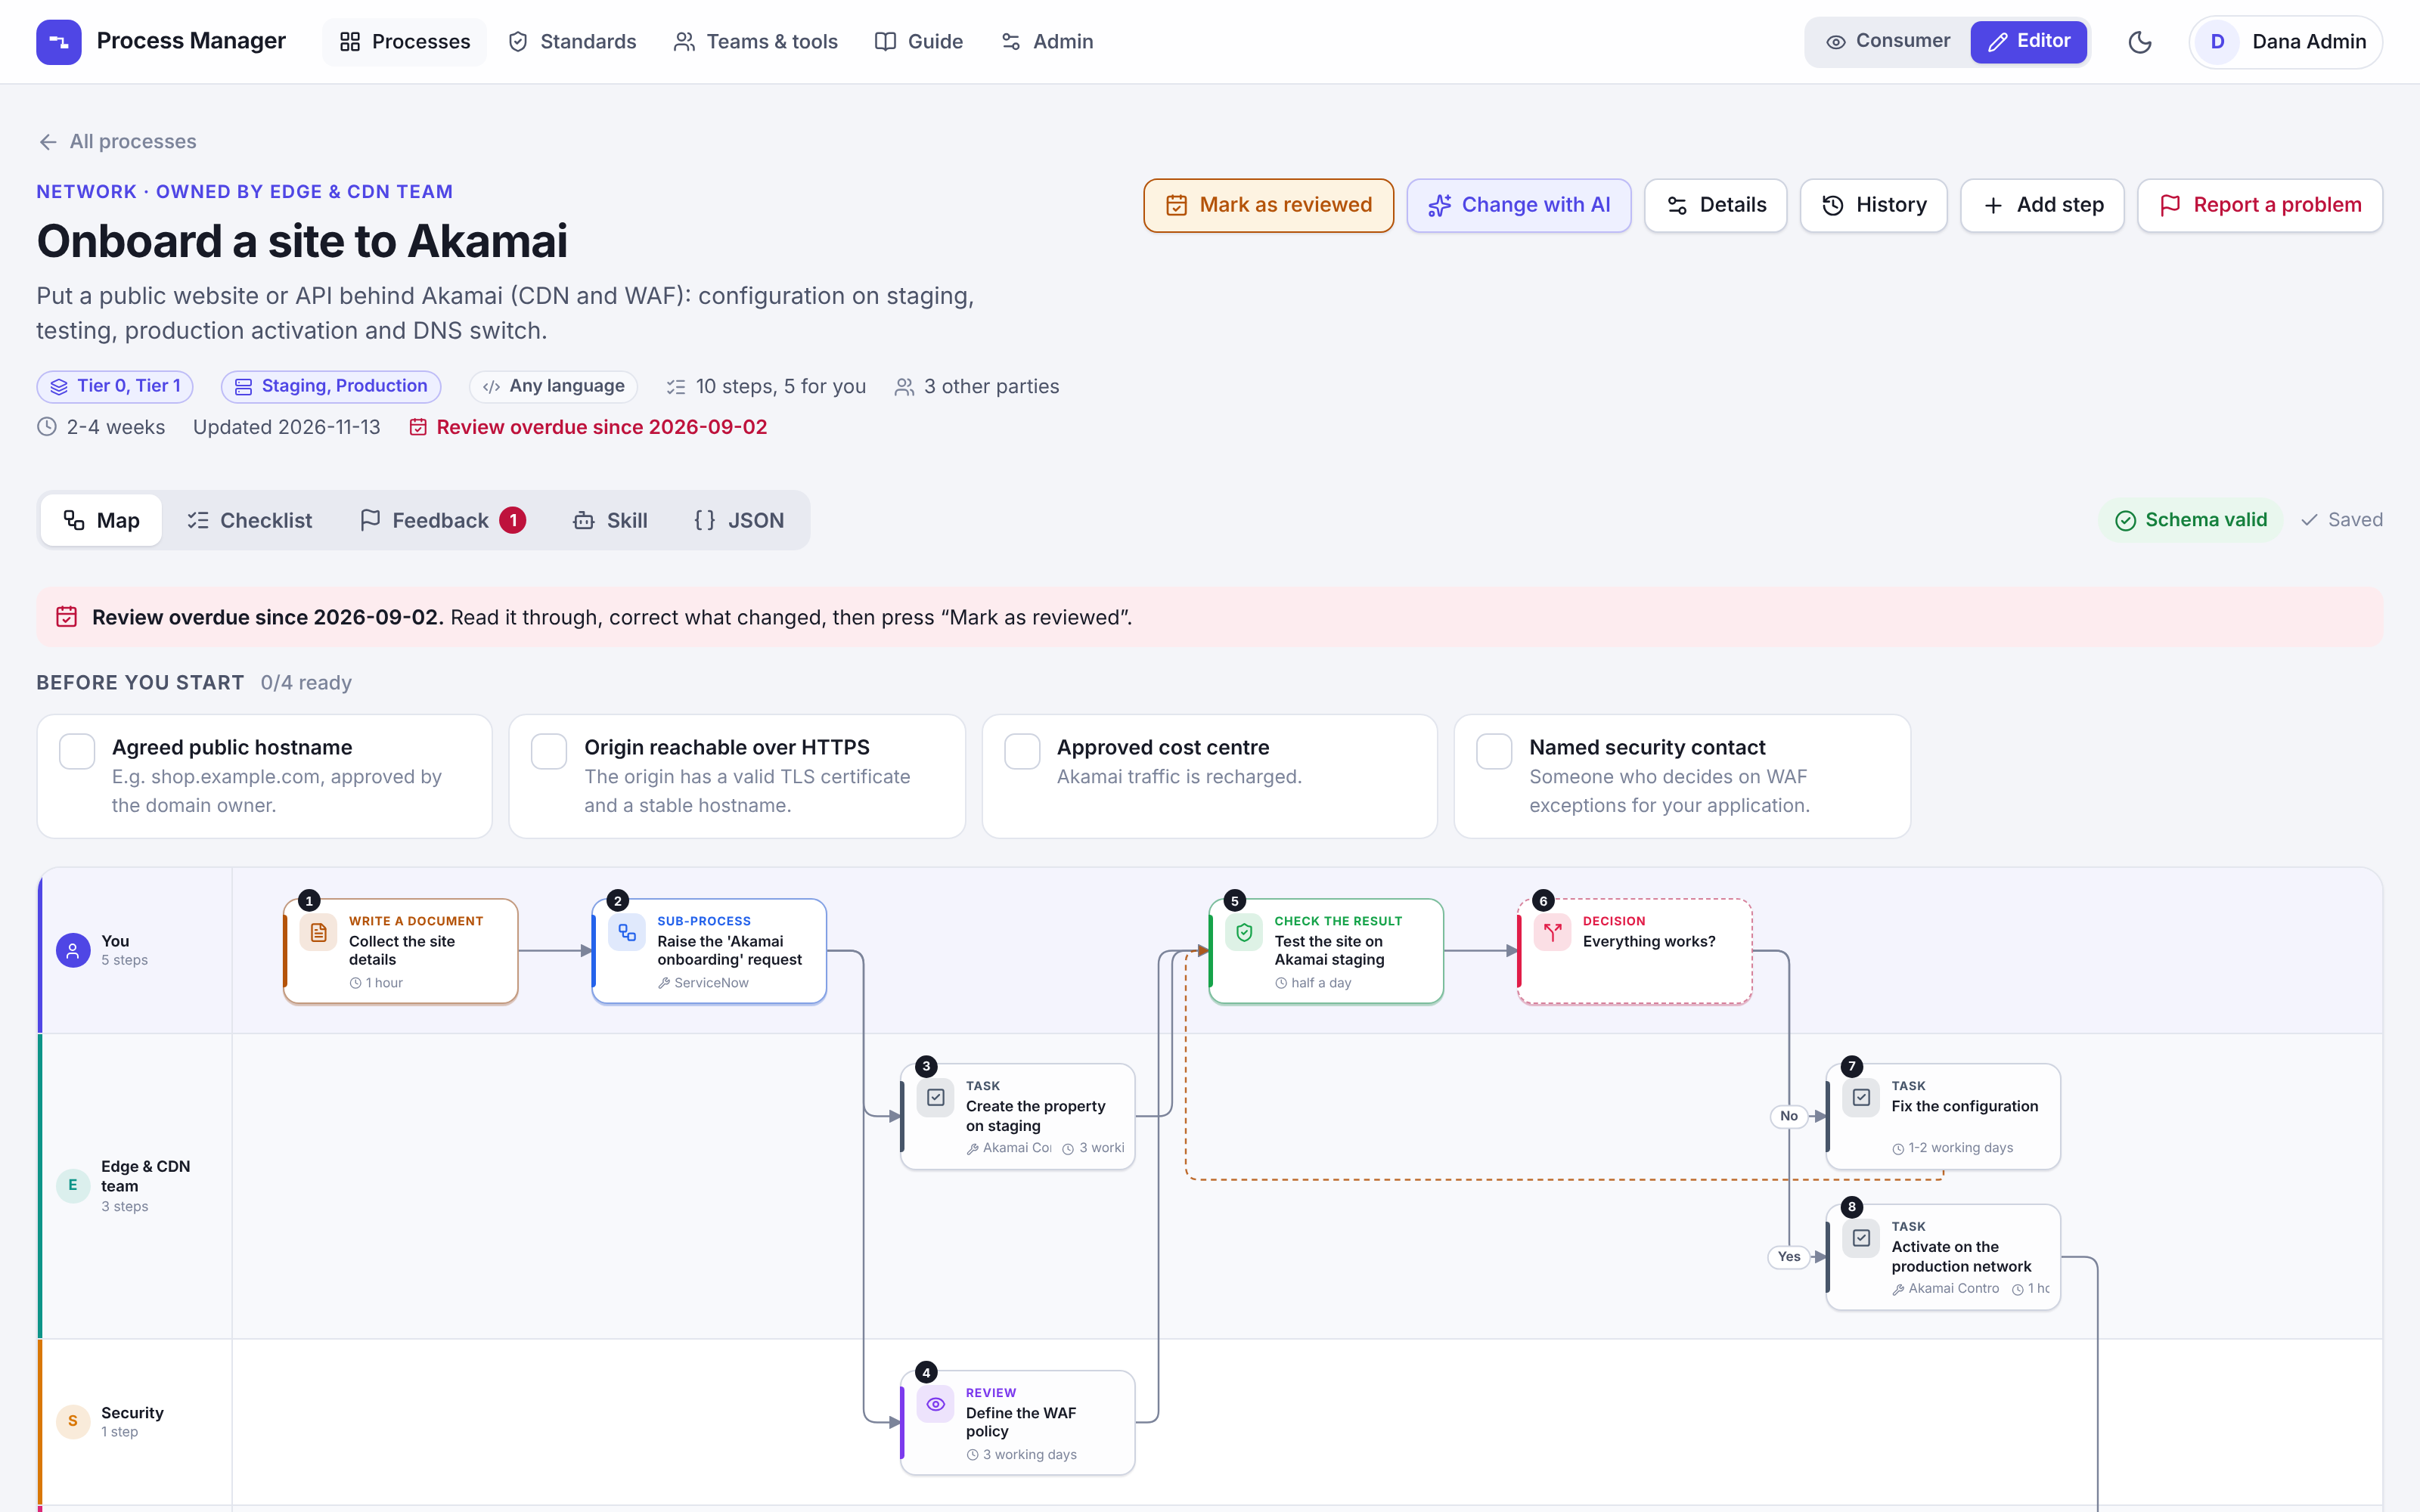 Process Manager
Processes
Standards
Teams & tools
Guide
Admin
Consumer
Editor
D
Dana Admin
All processes
NETWORK · OWNED BY EDGE & CDN TEAM
Onboard a site to Akamai
Put a public website or API behind Akamai (CDN and WAF): configuration on staging,
testing, production activation and DNS switch.
Mark as reviewed
Change with AI
Details
History
Add step
Report a problem
Tier 0, Tier 1
Staging, Production
Any language
10 steps, 5 for you
3 other parties
2-4 weeks
Updated 2026-11-13
Review overdue since 2026-09-02
Map
Checklist
Feedback 1
Skill
JSON
Schema valid
Saved
Review overdue since 2026-09-02. Read it through, correct what changed, then press “Mark as reviewed”.
BEFORE YOU START 0/4 ready
Agreed public hostname
E.g. shop.example.com, approved by
the domain owner.
Origin reachable over HTTPS
The origin has a valid TLS certificate
and a stable hostname.
Approved cost centre
Akamai traffic is recharged.
Named security contact
Someone who decides on WAF
exceptions for your application.
You
5 steps
1
WRITE A DOCUMENT
Collect the site
details
1 hour
2
SUB-PROCESS
Raise the 'Akamai
onboarding' request
ServiceNow
5
CHECK THE RESULT
Test the site on
Akamai staging
half a day
6
DECISION
Everything works?
E
Edge & CDN
team
3 steps
3
TASK
Create the property
on staging
Akamai Co
3 worki
No
7
TASK
Fix the configuration
1-2 working days
Yes
8
TASK
Activate on the
production network
Akamai Contro
1 hc
S
Security
1 step
4
REVIEW
Define the WAF
policy
3 working days